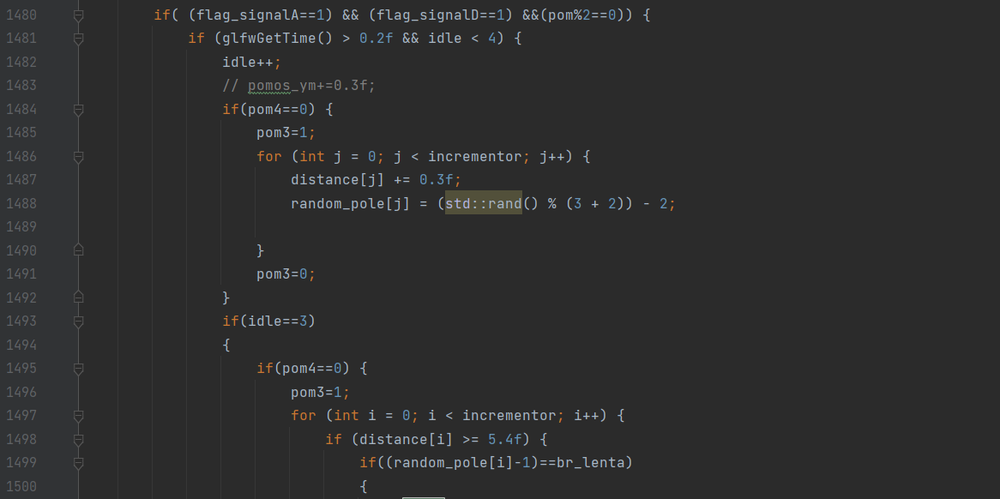 1480 if( (flag_signalA==1) && (flag_signalD==1) &&(pom%2==0)) {
1481 if (glfwGetTime() > 0.2f && idle < 4) {
1482 idle++;
1483 // pomos_ym+=0.3f;
1484 if(pom4==0) {
1485 pom3=1;
1486 for (int j = 0; j < incrementor; j++) {
1487 distance[j] += 0.3f;
1488 random_pole[j] = (std::rand() % (3 + 2)) - 2;
1489
1490 }
1491 pom3=0;
1492 }
1493 if(idle==3)
1494 {
1495 if(pom4==0) {
1496 pom3=1;
1497 for (int i = 0; i < incrementor; i++) {
1498 if (distance[i] >= 5.4f) {
1499 if((random_pole[i]-1)==br_lenta)
1500 {